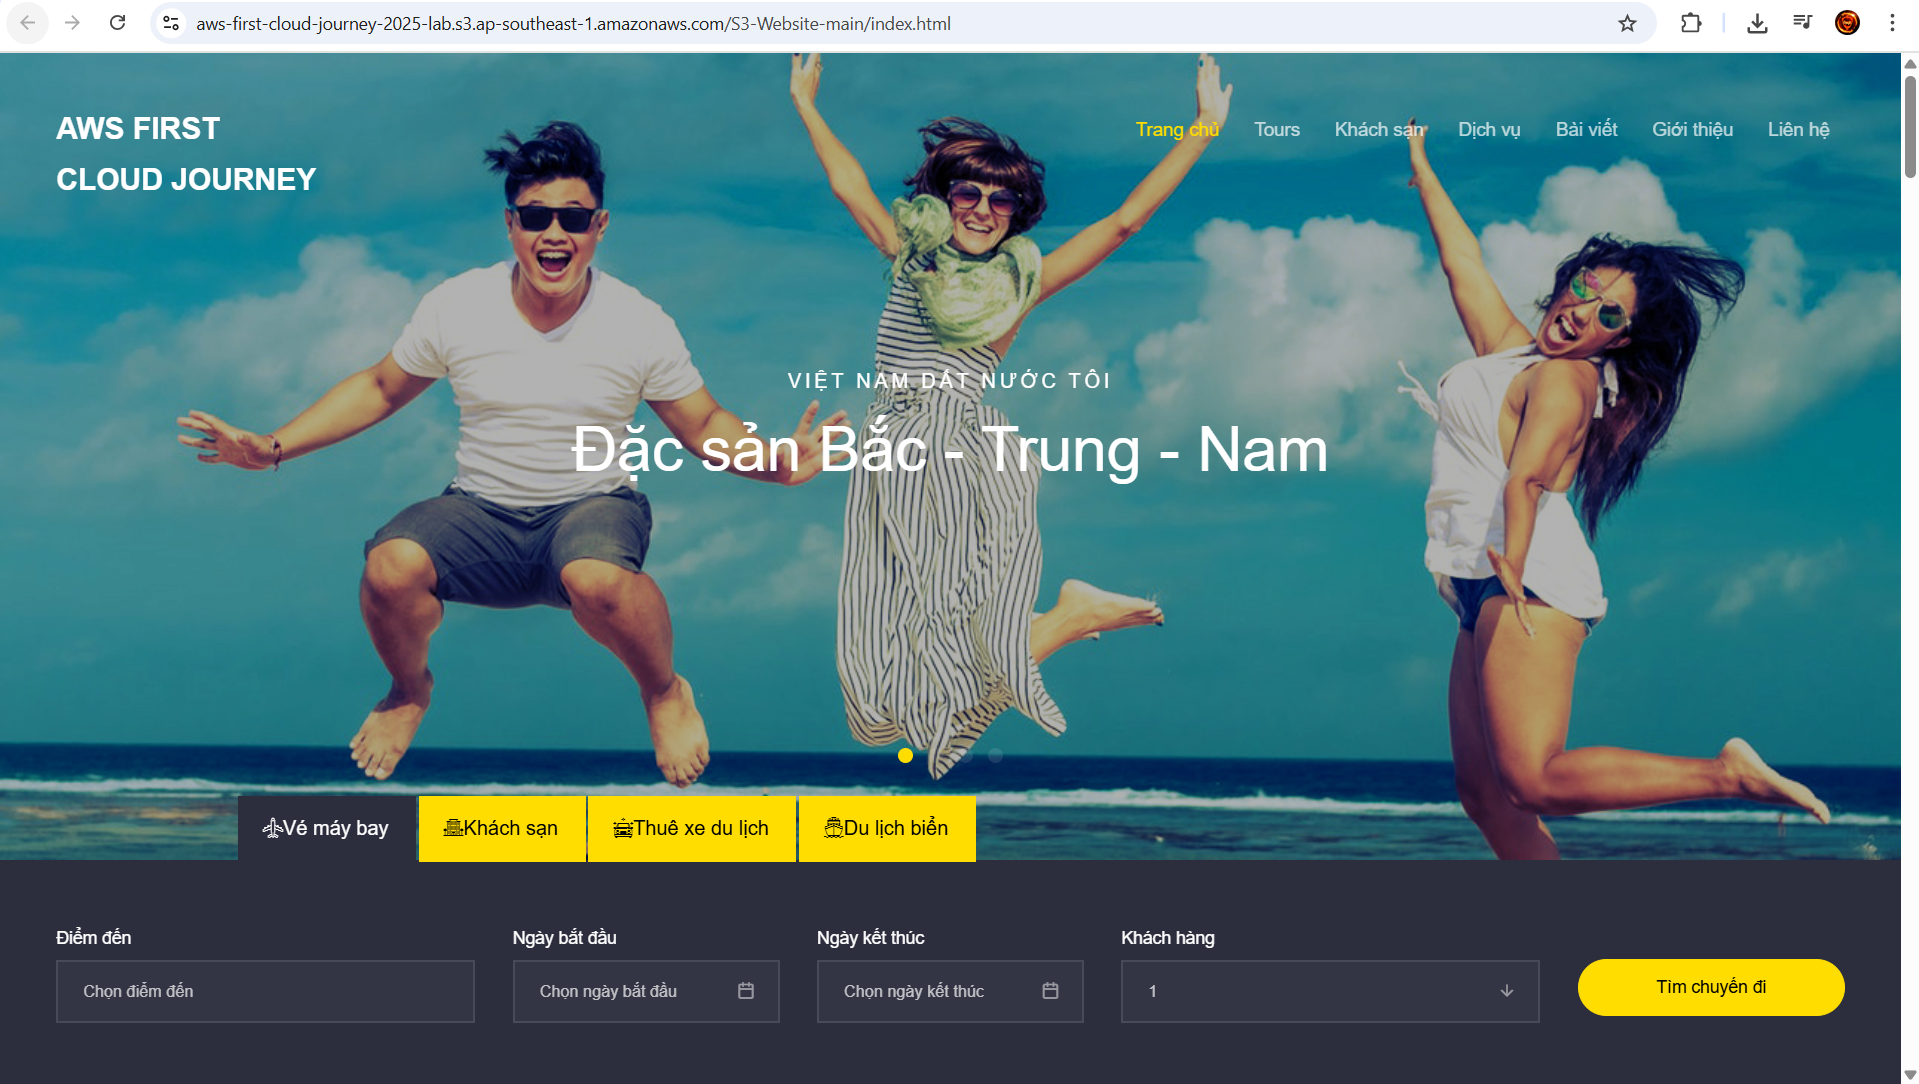 aws-first-cloud-journey-2025-lab.s3.ap-southeast-1.amazonaws.com/S3-Website-main/index.html
AWS FIRST
CLOUD JOURNEY
Trang chủ Tours Khách sạn Dịch vụ Bài viết Giới thiệu Liên hệ
VIỆT NAM ĐẤT NƯỚC TÔI
Đặc sản Bắc - Trung - Nam
Vé máy bay Khách sạn Thuê xe du lịch Du lịch biển
Điểm đến Ngày bắt đầu Ngày kết thúc Khách hàng
Chọn điểm đến Chọn ngày bắt đầu Chọn ngày kết thúc 1 Tìm chuyến đi